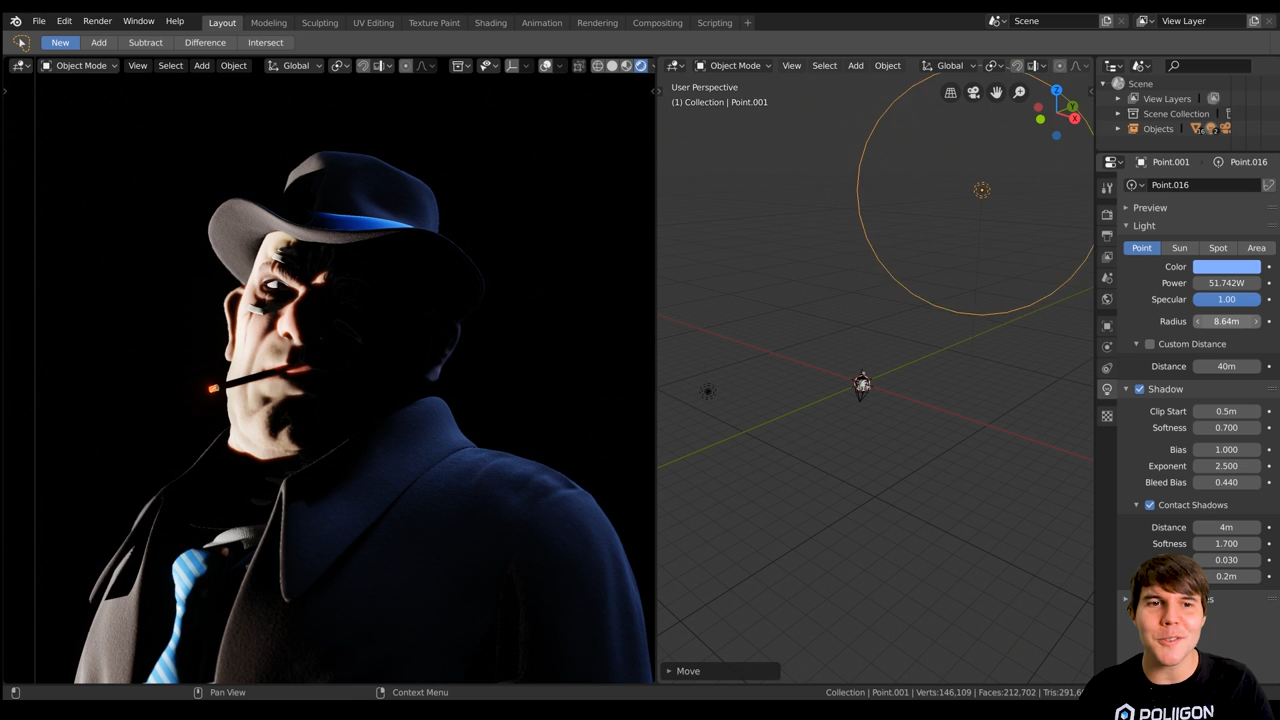 File Edit Render Window Help Layout Modeling Sculpting UV Editing Texture Paint Shading Animation Rendering Compositing Scripting + Scene View Layer
New Add Subtract Difference Intersect
Object Mode View Select Add Object Global Object Mode View Select Add Object Global
User Perspective
(1) Collection | Point.001
Z
Y
X
Scene
View Layers
Scene Collection
Objects 16 2
Point.001 Point.016
Point.016
Preview
Light
Point Sun Spot Area
Color
Power 51.742W
Specular 1.00
Radius 8.64m
Custom Distance
Distance 40m
Shadow
Clip Start 0.5m
Softness 0.700
Bias 1.000
Exponent 2.500
Bleed Bias 0.440
Contact Shadows
Distance 4m
Softness 1.700
0.030
0.2m
Move
Pan View Context Menu Collection | Point.001 | Verts:146,109 | Faces:212,702 | Tris:291,6
POLIIGON